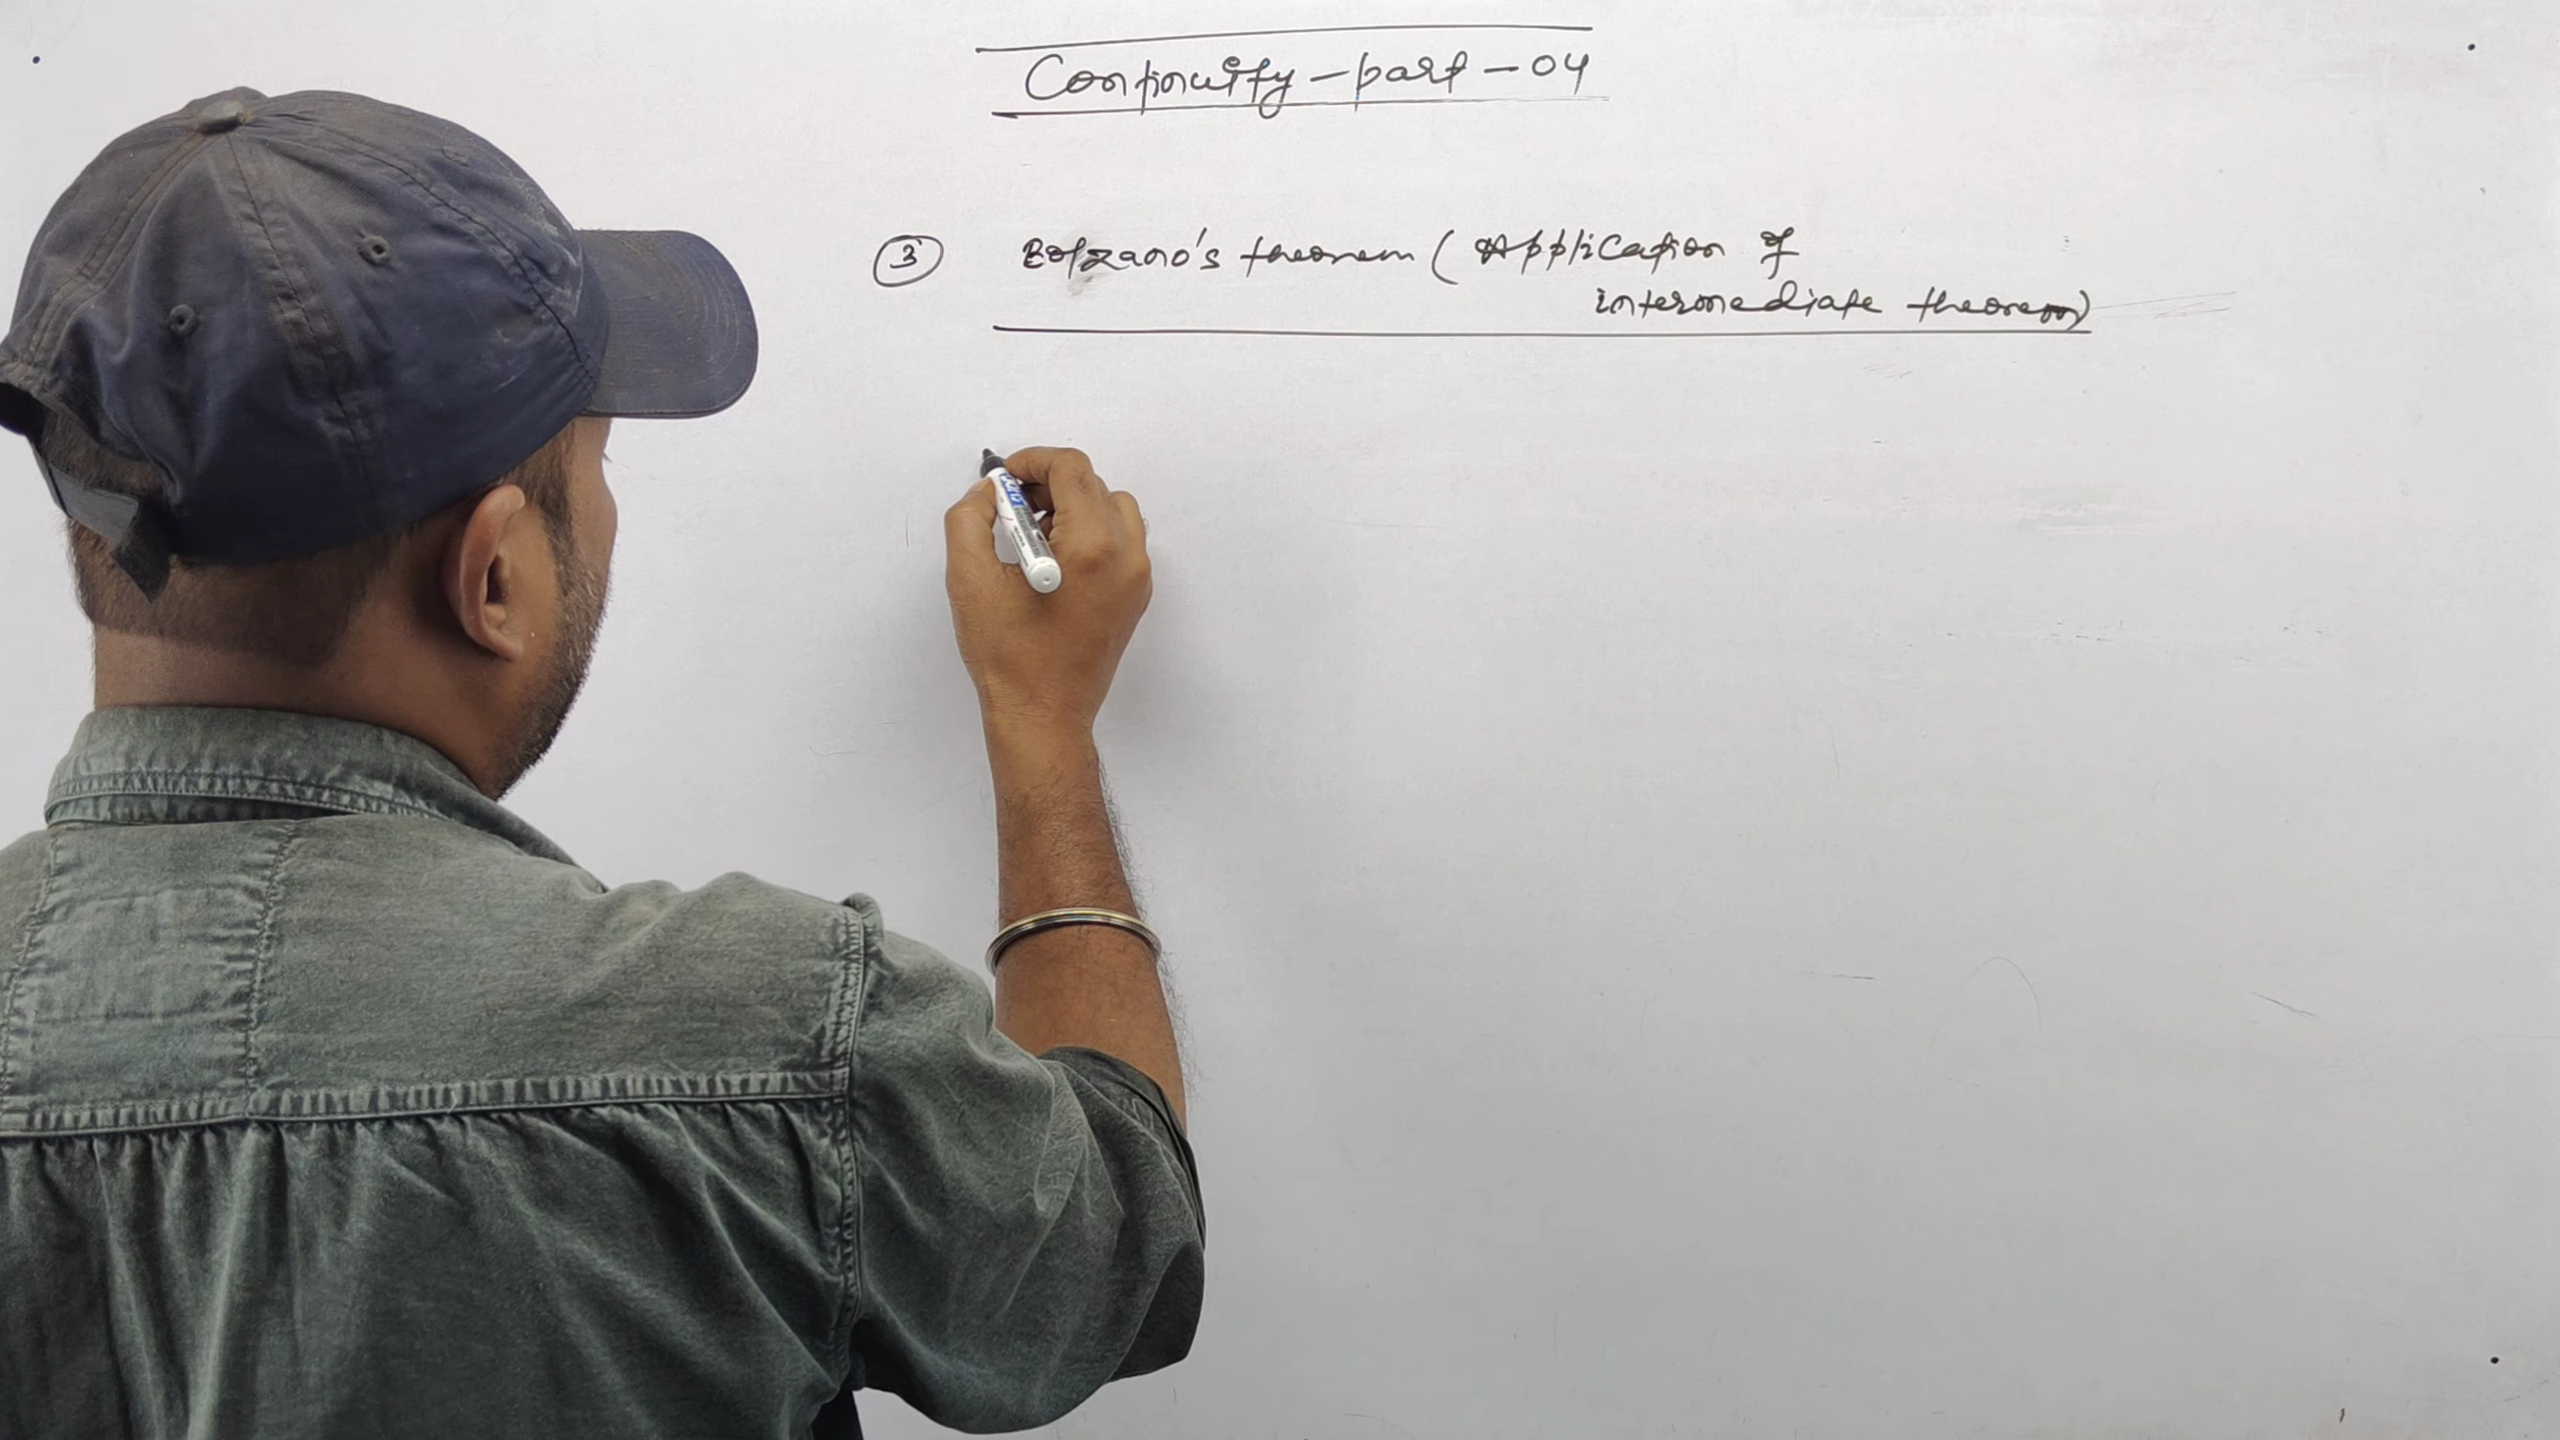 Continuity - part - 04
③ Bolzano's theorem ( Application of
intermediate theorem)